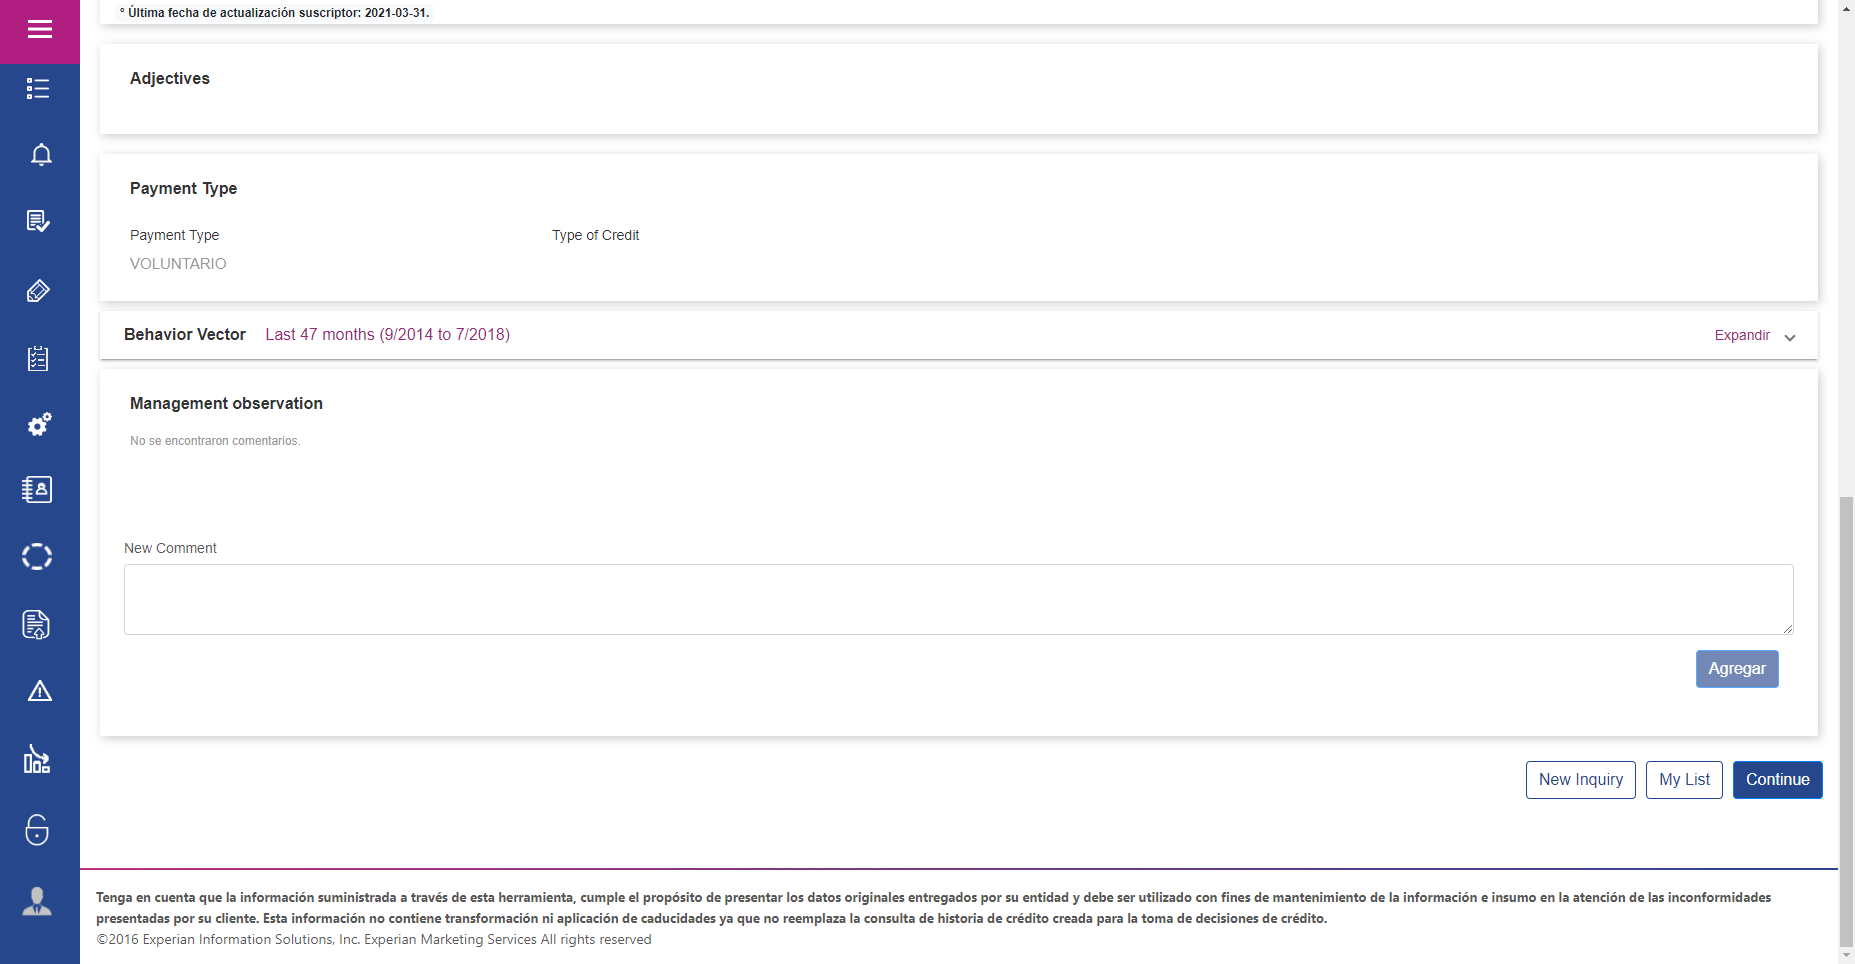 ° Última fecha de actualización suscriptor: 2021-03-31.
Adjectives
Payment Type
Payment Type Type of Credit
VOLUNTARIO
Behavior Vector Last 47 months (9/2014 to 7/2018) Expandir
Management observation
No se encontraron comentarios.
New Comment
Agregar
New Inquiry My List Continue
Tenga en cuenta que la información suministrada a través de esta herramienta, cumple el propósito de presentar los datos originales entregados por su entidad y debe ser utilizado con fines de mantenimiento de la información e insumo en la atención de las inconformidades
presentadas por su cliente. Esta información no contiene transformación ni aplicación de caducidades ya que no reemplaza la consulta de historia de crédito creada para la toma de decisiones de crédito.
©2016 Experian Information Solutions, Inc. Experian Marketing Services All rights reserved